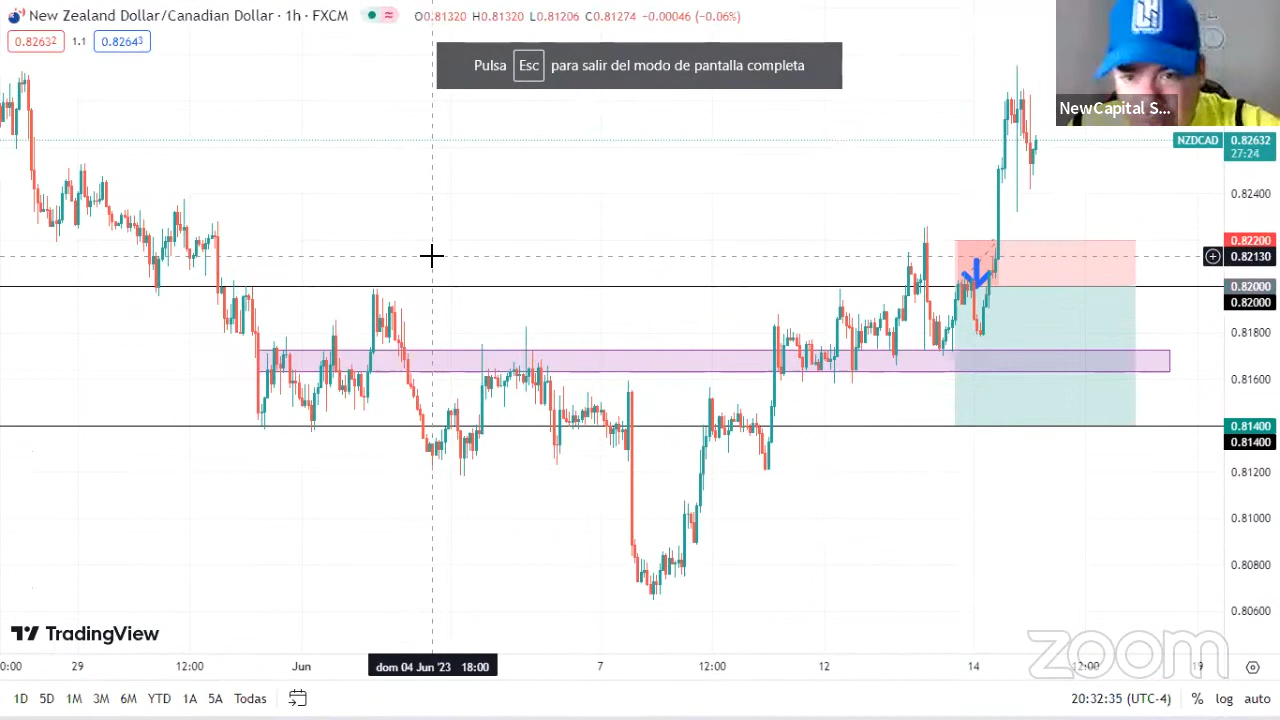 New Zealand Dollar/Canadian Dollar · 1h · FXCM
O0.81320 H0.81320 L0.81206 C0.81274 -0.00046 (-0.06%)
0.82632 1.1 0.82643
Pulsa Esc para salir del modo de pantalla completa
NewCapital S...
NZDCAD 0.82632
27:24
0.82400
0.82200
0.82130
0.82000
0.82000
0.81800
0.81600
0.81400
0.81400
0.81200
0.81000
0.80800
0.80600
TradingView
zoom
0:00 29 12:00 Jun dom 04 Jun '23 18:00 7 12:00 12 14 12:00 19
1D 5D 1M 3M 6M YTD 1A 5A Todas
20:32:35 (UTC-4) % log auto